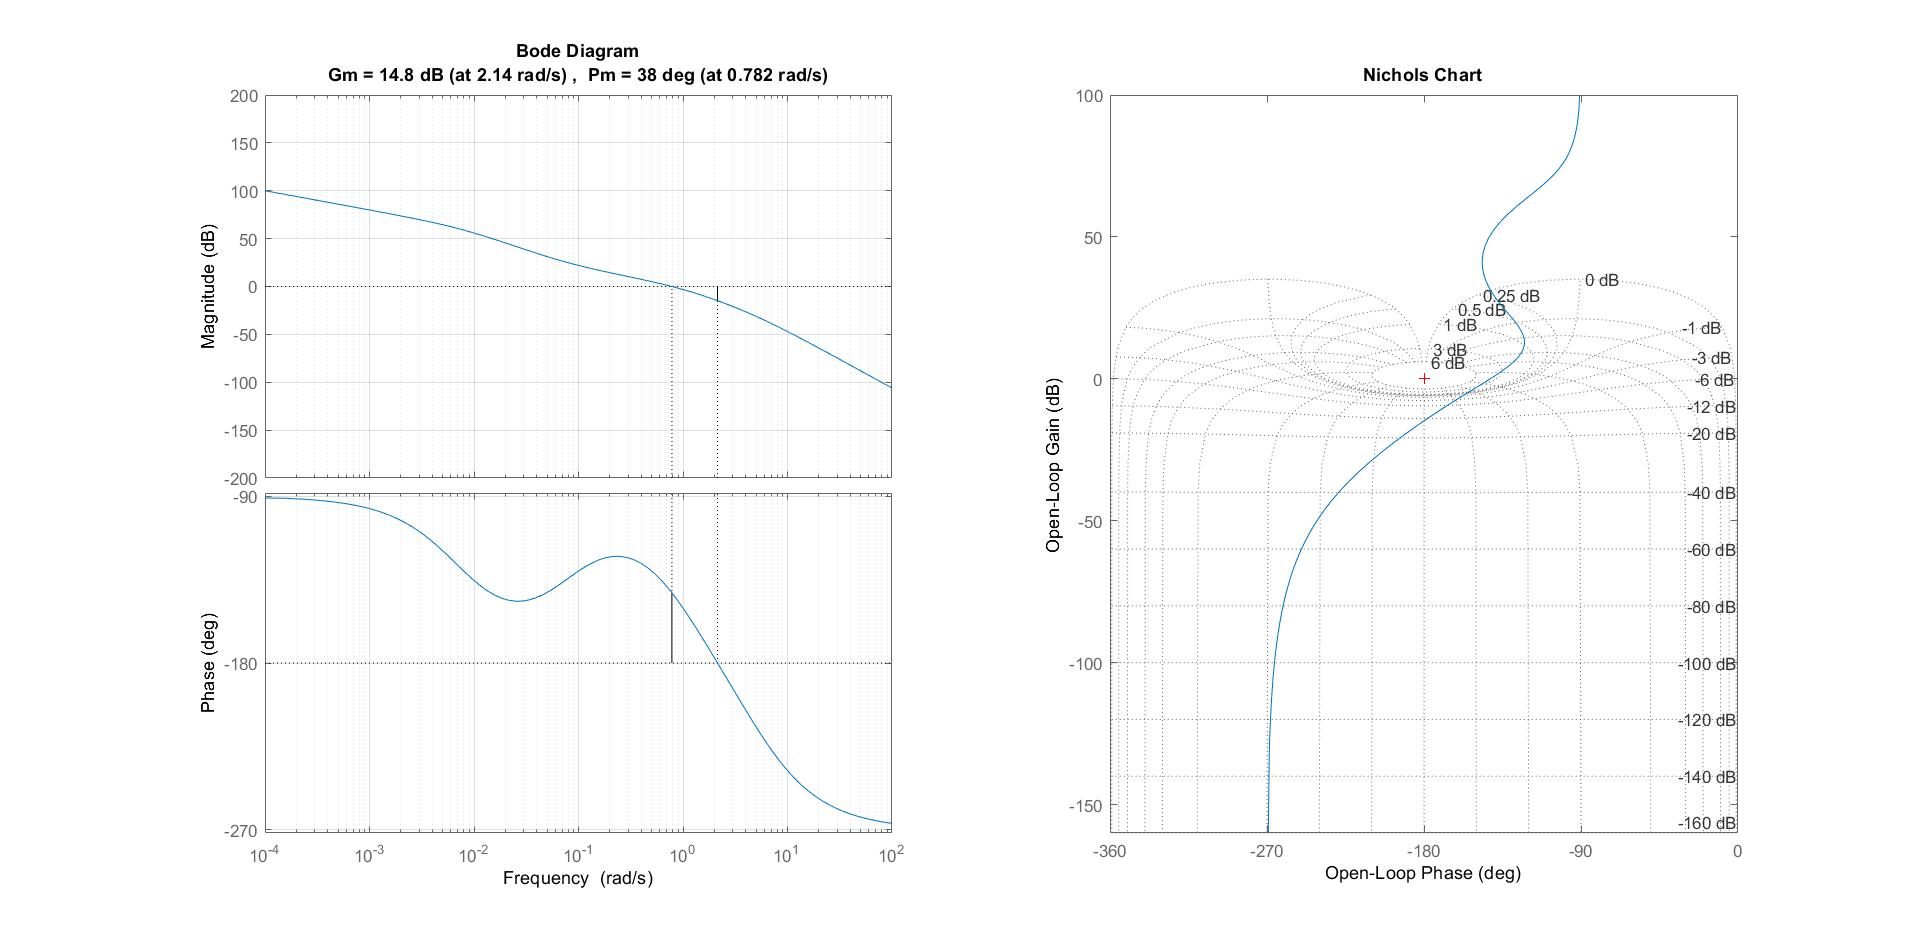 Bode Diagram
Gm = 14.8 dB (at 2.14 rad/s) ,  Pm = 38 deg (at 0.782 rad/s)
Magnitude (dB)
200
150
100
50
0
-50
-100
-150
-200
Phase (deg)
-90
-180
-270
10^-4
10^-3
10^-2
10^-1
10^0
10^1
10^2
Frequency  (rad/s)
Nichols Chart
Open-Loop Gain (dB)
100
50
0
-50
-100
-150
0 dB
0.25 dB
0.5 dB
1 dB
3 dB
6 dB
-1 dB
-3 dB
-6 dB
-12 dB
-20 dB
-40 dB
-60 dB
-80 dB
-100 dB
-120 dB
-140 dB
-160 dB
-360
-270
-180
-90
0
Open-Loop Phase (deg)